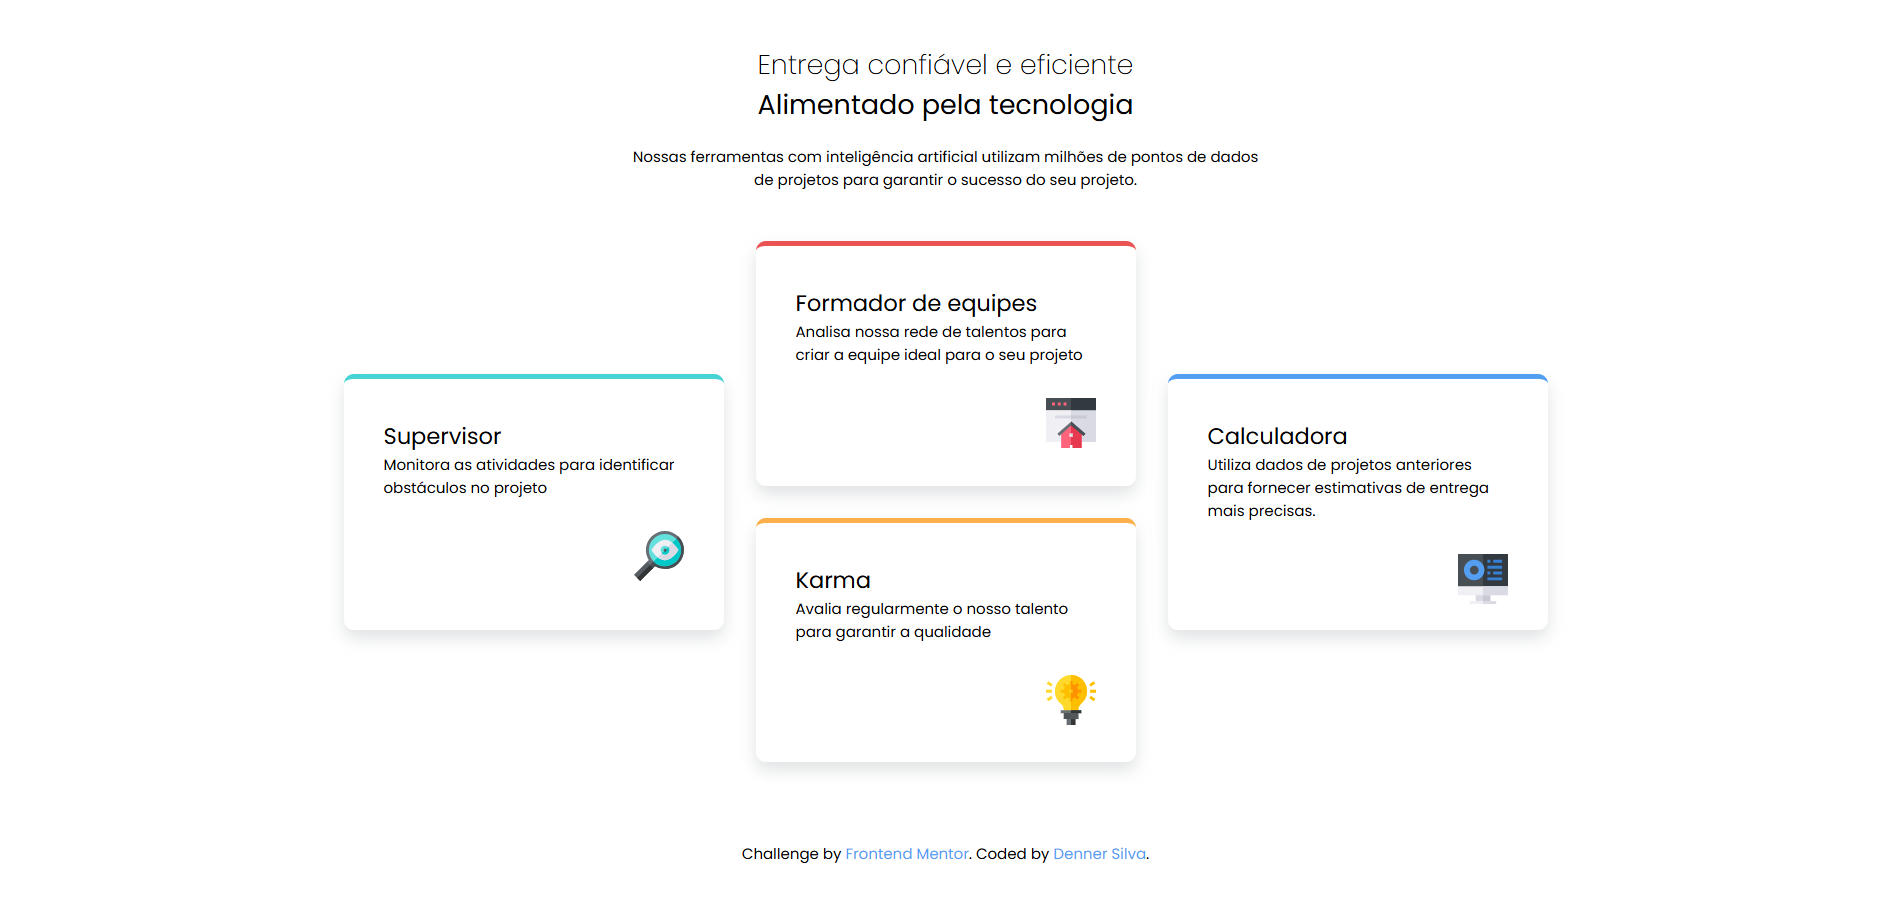 Entrega confiável e eficiente
Alimentado pela tecnologia
Nossas ferramentas com inteligência artificial utilizam milhões de pontos de dados
de projetos para garantir o sucesso do seu projeto.
Supervisor
Monitora as atividades para identificar
obstáculos no projeto
Formador de equipes
Analisa nossa rede de talentos para
criar a equipe ideal para o seu projeto
Karma
Avalia regularmente o nosso talento
para garantir a qualidade
Calculadora
Utiliza dados de projetos anteriores
para fornecer estimativas de entrega
mais precisas.
Challenge by Frontend Mentor. Coded by Denner Silva.